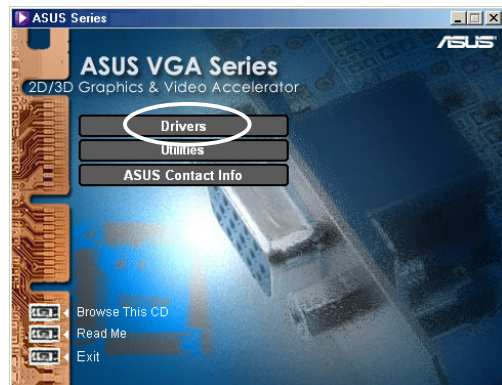 ASUS Series
ASUS
ASUS VGA Series
2D/3D Graphics & Video Accelerator
Drivers
Utilities
ASUS Contact Info
Browse This CD
Read Me
Exit